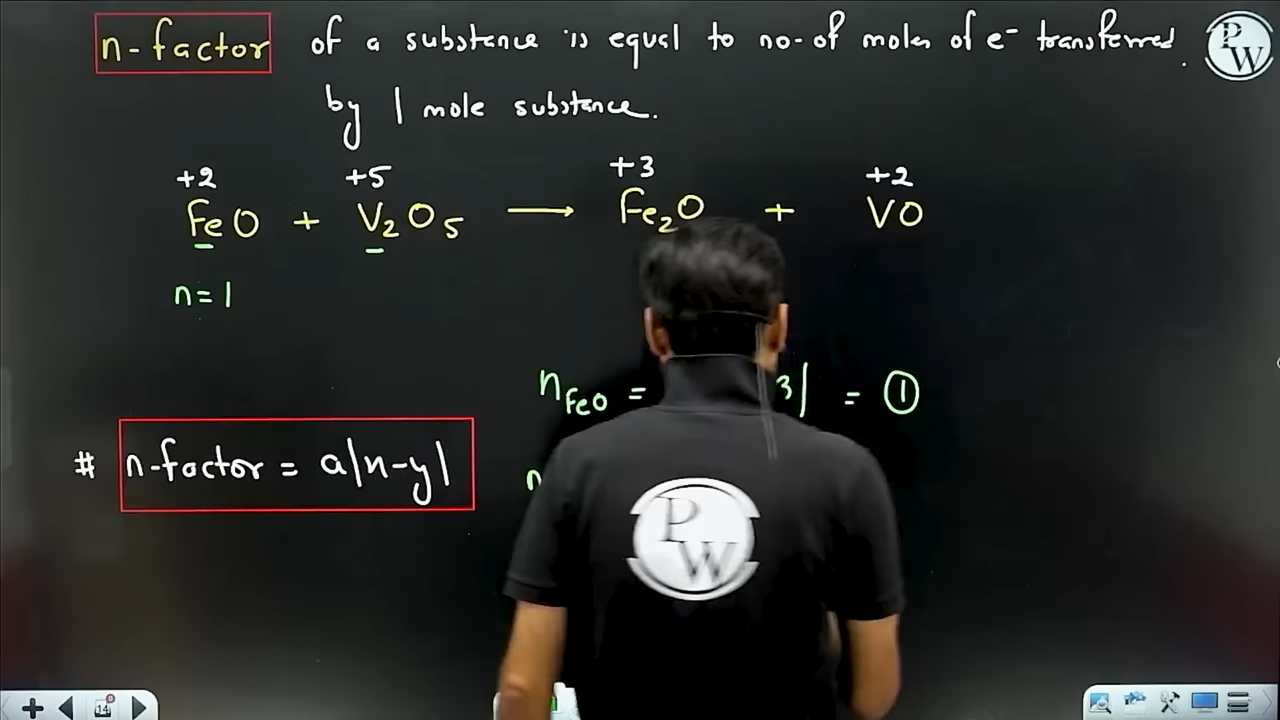 n-factor of a substance is equal to no. of moles of e⁻ transferred
by 1 mole substance.
+2 +5 +3 +2
FeO + V₂O₅ ⟶ Fe₂O + VO
n=1
n_FeO = 3| = ①
# n-factor = a|x-y|
n
PW
PW
14